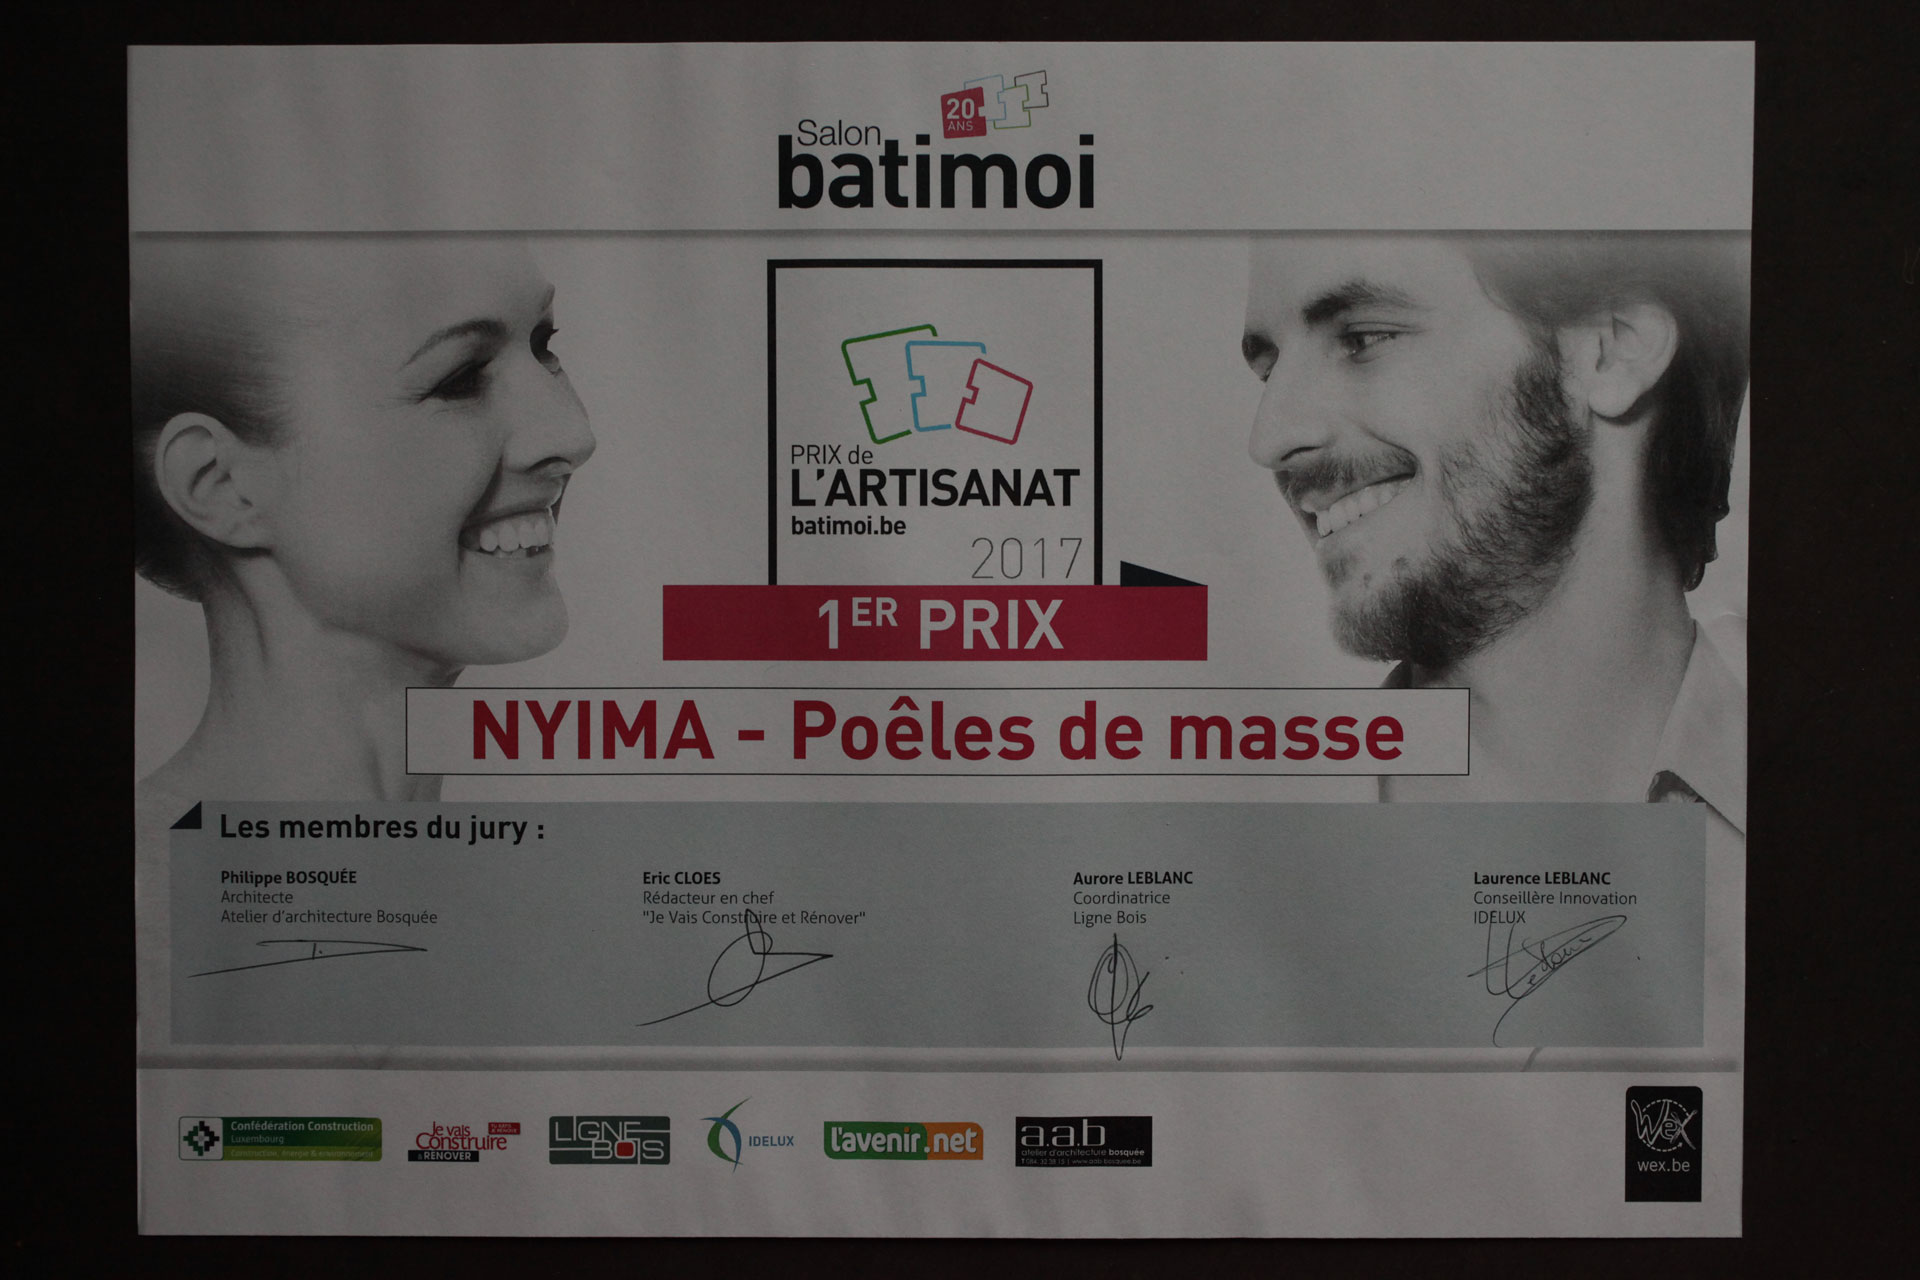 20
ANS
Salon
batimoi
PRIX de
L'ARTISANAT
batimoi.be
2017
1ER PRIX
NYIMA - Poêles de masse
Les membres du jury :
Philippe BOSQUÉE
Architecte
Atelier d'architecture Bosquée
Eric CLOES
Rédacteur en chef
"Je Vais Construire et Rénover"
Aurore LEBLANC
Coordinatrice
Ligne Bois
Laurence LEBLANC
Conseillère Innovation
IDELUX
Confédération Construction
Luxembourg
Construction, énergie & environnement
Je vais
Construire
& RÉNOVER
LIGNE
BOIS
IDELUX
l'avenir.net
a.a.b
atelier d'architecture bosquée
wex
wex.be